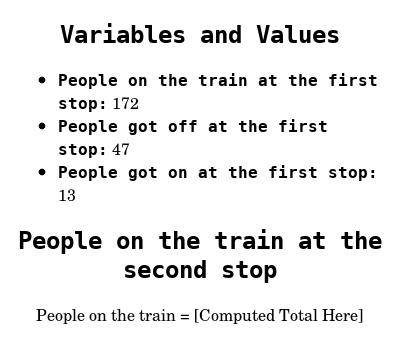 Variables and Values
• People on the train at the first
stop: 172
• People got off at the first
stop: 47
• People got on at the first stop:
13
People on the train at the
second stop
People on the train = [Computed Total Here]